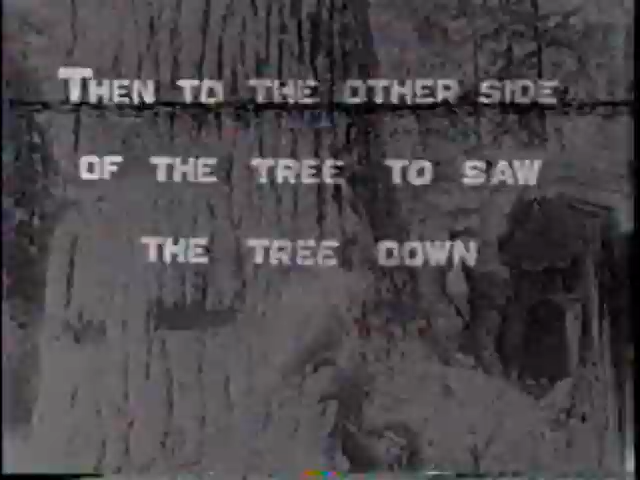 THEN TO THE OTHER SIDE
OF THE TREE TO SAW
THE TREE DOWN